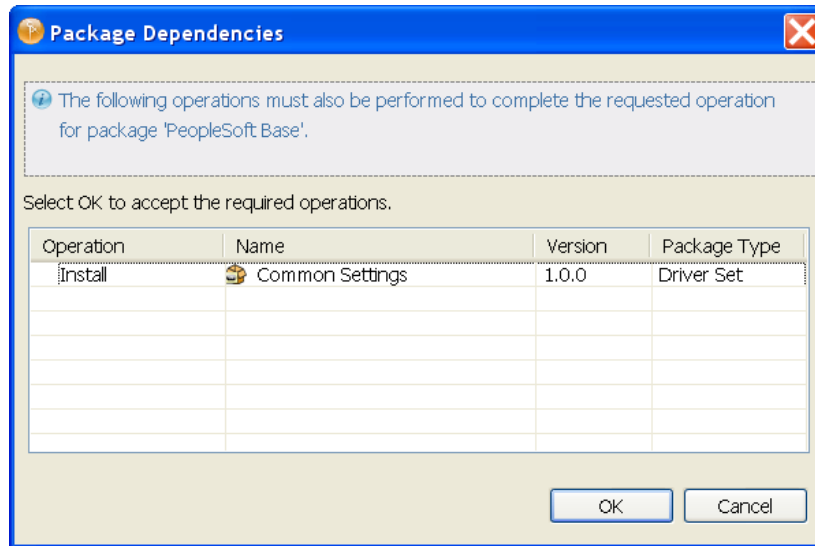 Package Dependencies
The following operations must also be performed to complete the requested operation
for package 'PeopleSoft Base'.
Select OK to accept the required operations.
Operation Name Version Package Type
Install Common Settings 1.0.0 Driver Set
OK Cancel